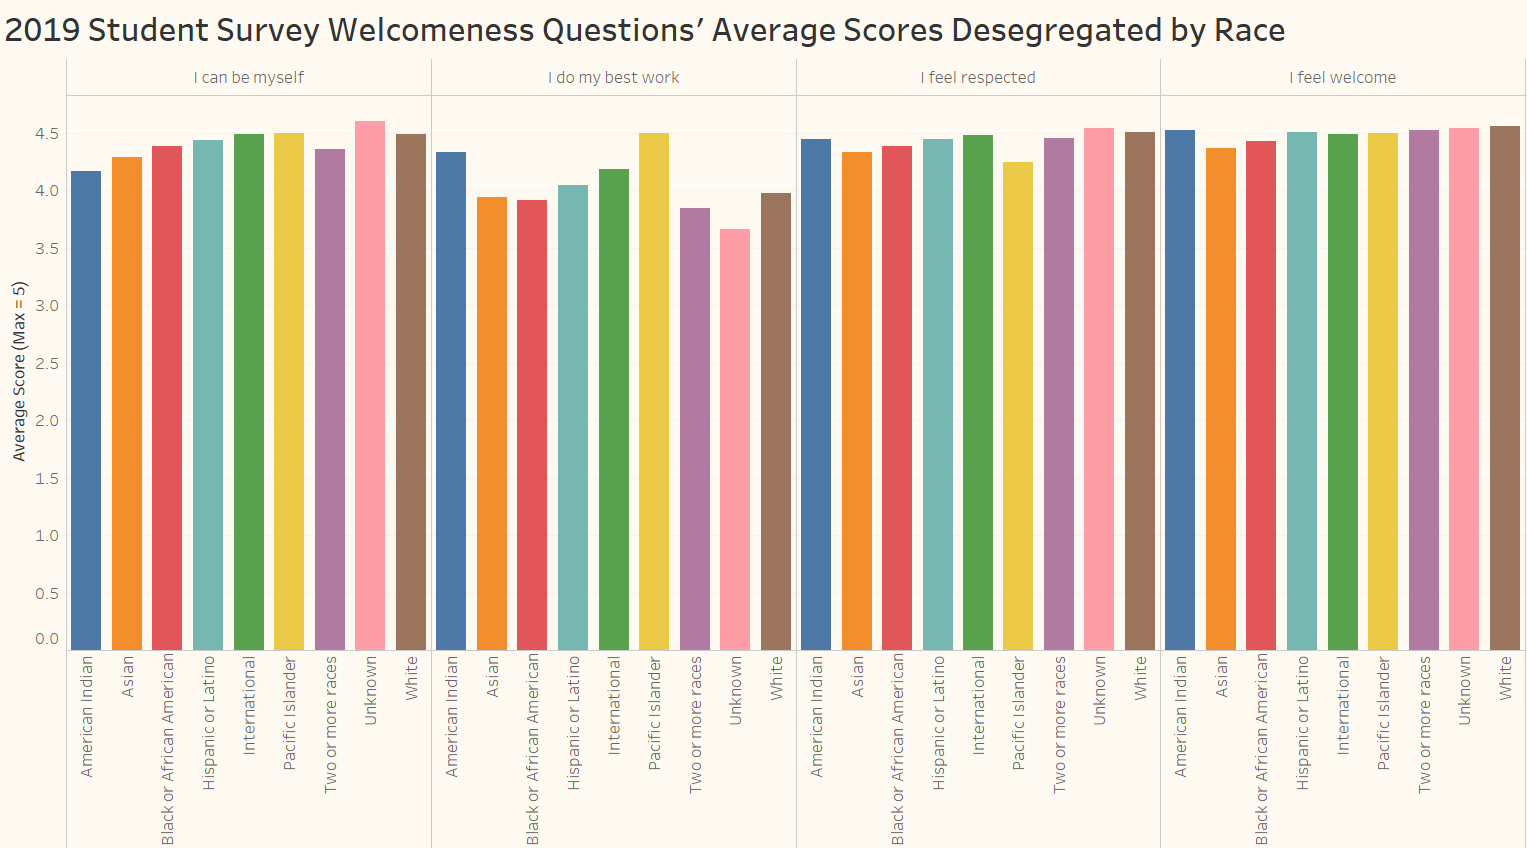 2019 Student Survey Welcomeness Questions’ Average Scores Desegregated by Race
I can be myself
I do my best work
I feel respected
I feel welcome
Average Score (Max = 5)
4.5
4.0
3.5
3.0
2.5
2.0
1.5
1.0
0.5
0.0
American Indian
Asian
Black or African American
Hispanic or Latino
International
Pacific Islander
Two or more races
Unknown
White
American Indian
Asian
Black or African American
Hispanic or Latino
International
Pacific Islander
Two or more races
Unknown
White
American Indian
Asian
Black or African American
Hispanic or Latino
International
Pacific Islander
Two or more races
Unknown
White
American Indian
Asian
Black or African American
Hispanic or Latino
International
Pacific Islander
Two or more races
Unknown
White